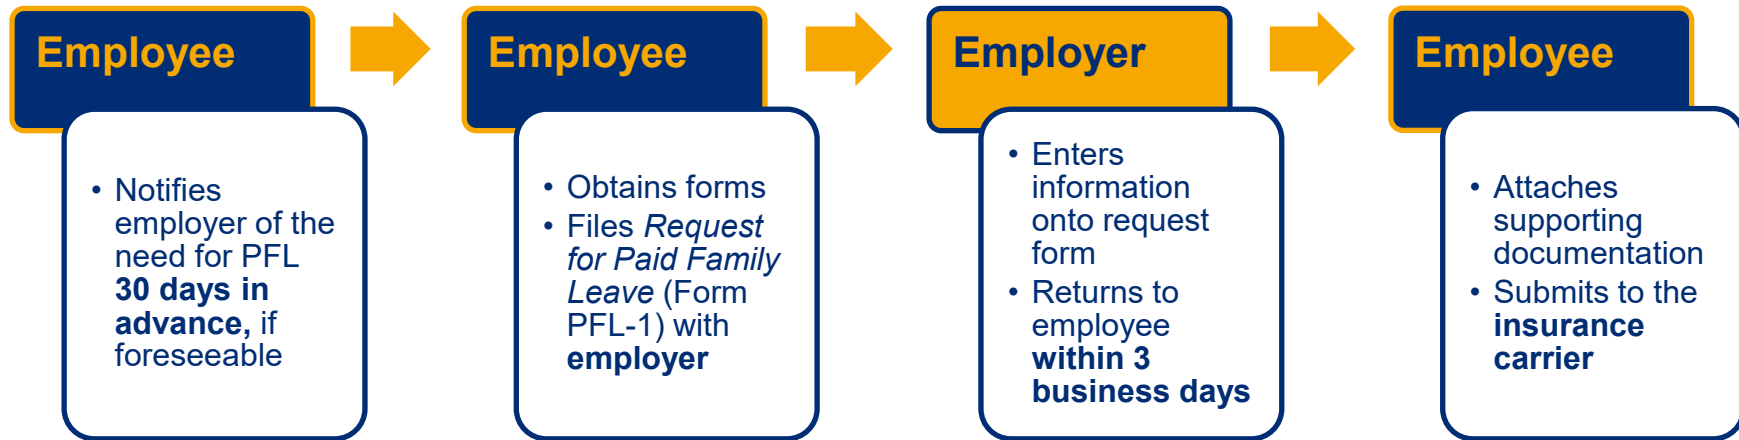 Employee
• Notifies
employer of the
need for PFL
30 days in
advance, if
foreseeable
Employee
• Obtains forms
• Files Request
for Paid Family
Leave (Form
PFL-1) with
employer
Employer
• Enters
information
onto request
form
• Returns to
employee
within 3
business days
Employee
• Attaches
supporting
documentation
• Submits to the
insurance
carrier